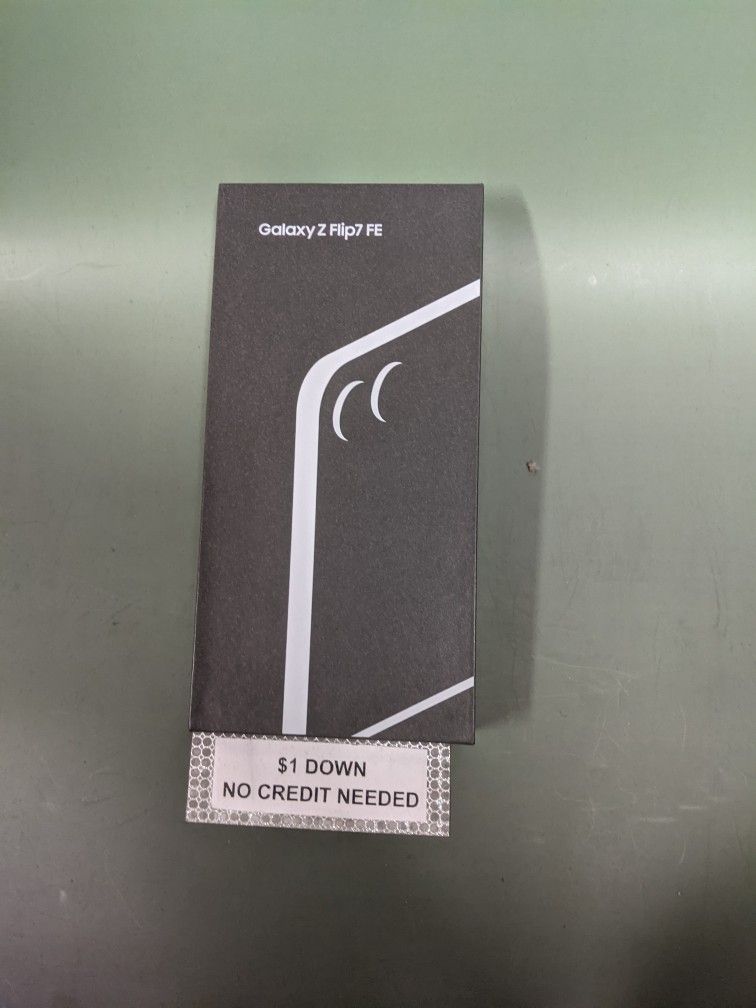 Galaxy Z Flip7 FE
$1 DOWN
NO CREDIT NEEDED